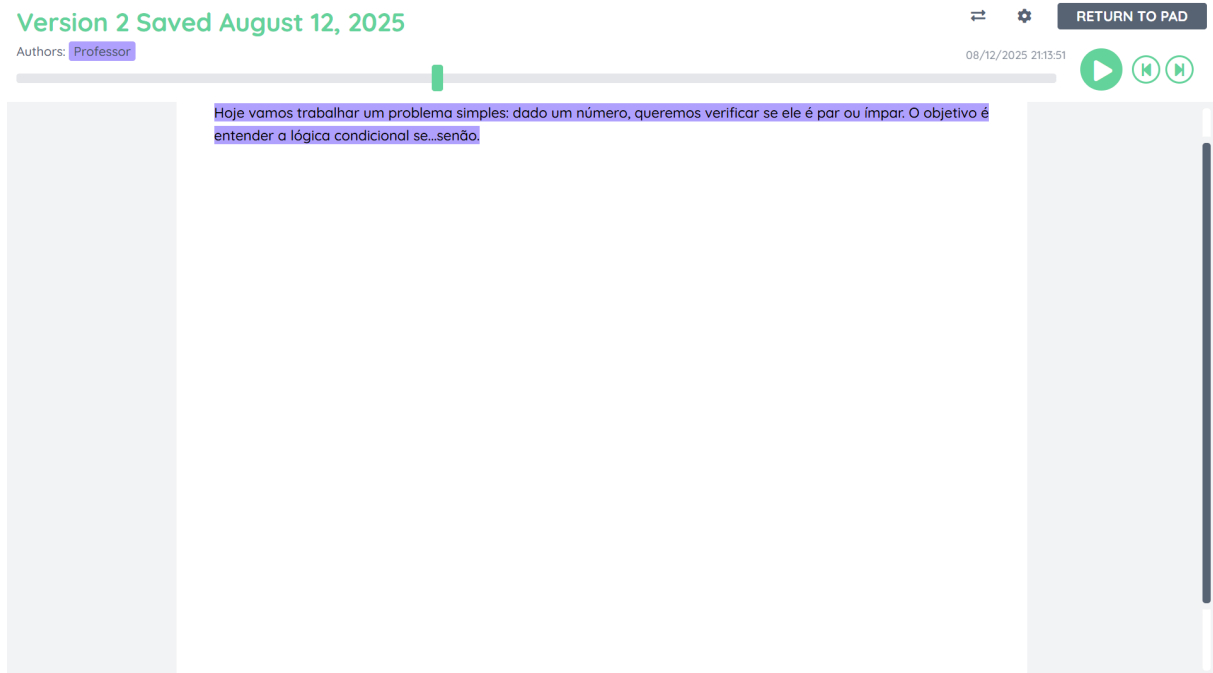 Version 2 Saved August 12, 2025
RETURN TO PAD
Authors: Professor
08/12/2025 21:13:51
Hoje vamos trabalhar um problema simples: dado um número, queremos verificar se ele é par ou ímpar. O objetivo é
entender a lógica condicional se...senão.